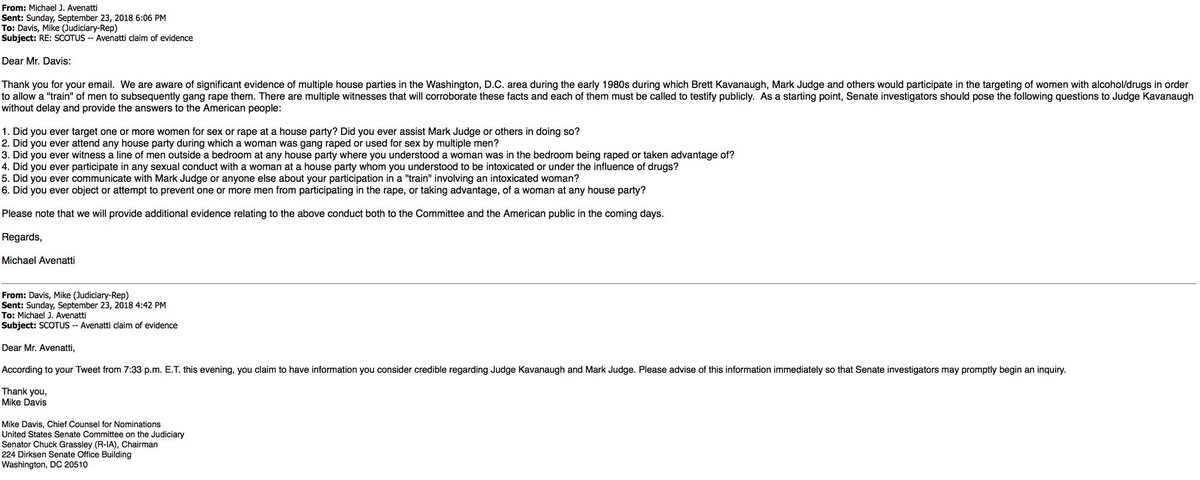 From: Michael J. Avenatti
Sent: Sunday, September 23, 2018 6:06 PM
To: Davis, Mike (Judiciary-Rep)
Subject: RE: SCOTUS -- Avenatti claim of evidence
Dear Mr. Davis:
Thank you for your email.  We are aware of significant evidence of multiple house parties in the Washington, D.C. area during the early 1980s during which Brett Kavanaugh, Mark Judge and others would participate in the targeting of women with alcohol/drugs in order
to allow a "train" of men to subsequently gang rape them. There are multiple witnesses that will corroborate these facts and each of them must be called to testify publicly.  As a starting point, Senate investigators should pose the following questions to Judge Kavanaugh
without delay and provide the answers to the American people:
1. Did you ever target one or more women for sex or rape at a house party? Did you ever assist Mark Judge or others in doing so?
2. Did you ever attend any house party during which a woman was gang raped or used for sex by multiple men?
3. Did you ever witness a line of men outside a bedroom at any house party where you understood a woman was in the bedroom being raped or taken advantage of?
4. Did you ever participate in any sexual conduct with a woman at a house party whom you understood to be intoxicated or under the influence of drugs?
5. Did you ever communicate with Mark Judge or anyone else about your participation in a "train" involving an intoxicated woman?
6. Did you ever object or attempt to prevent one or more men from participating in the rape, or taking advantage, of a woman at any house party?
Please note that we will provide additional evidence relating to the above conduct both to the Committee and the American public in the coming days.
Regards,
Michael Avenatti
From: Davis, Mike (Judiciary-Rep)
Sent: Sunday, September 23, 2018 4:42 PM
To: Michael J. Avenatti
Subject: SCOTUS -- Avenatti claim of evidence
Dear Mr. Avenatti,
According to your Tweet from 7:33 p.m. E.T. this evening, you claim to have information you consider credible regarding Judge Kavanaugh and Mark Judge. Please advise of this information immediately so that Senate investigators may promptly begin an inquiry.
Thank you,
Mike Davis
Mike Davis, Chief Counsel for Nominations
United States Senate Committee on the Judiciary
Senator Chuck Grassley (R-IA), Chairman
224 Dirksen Senate Office Building
Washington, DC 20510